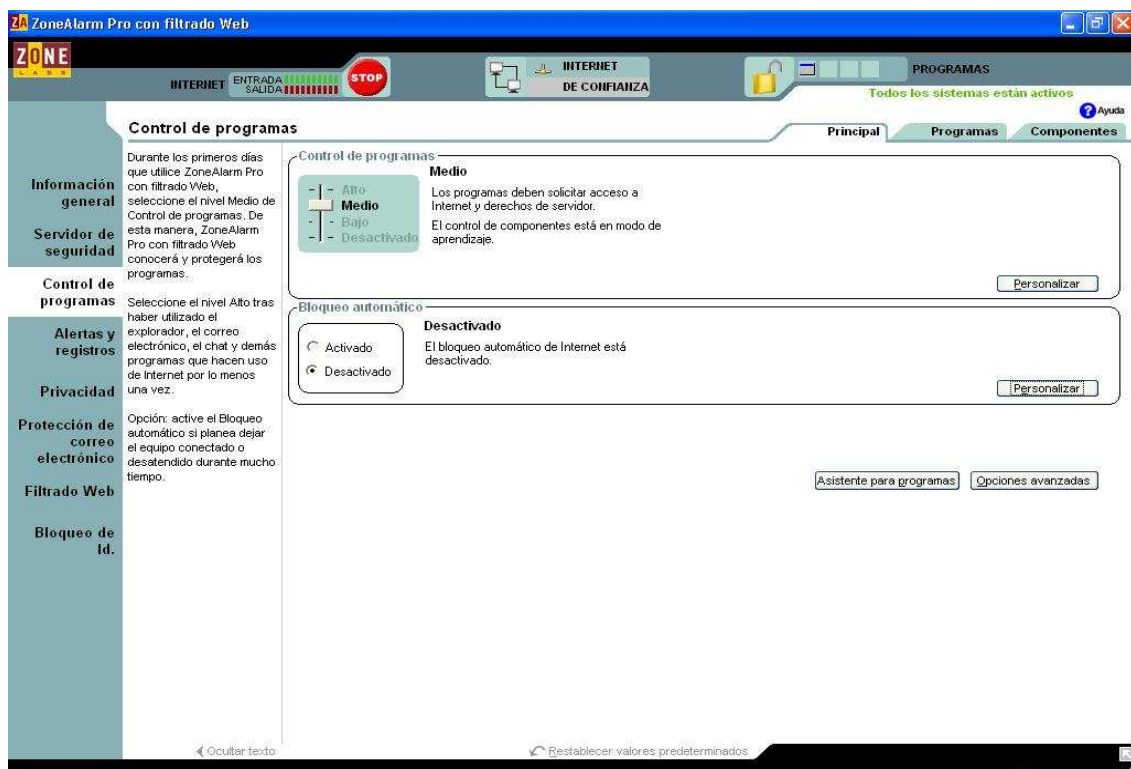 ZA ZoneAlarm Pro con filtrado Web
ZONE
LABS
INTERNET
ENTRADA
SALIDA
STOP
INTERNET
DE CONFIANZA
PROGRAMAS
Todos los sistemas están activos
Ayuda
Control de programas
Principal
Programas
Componentes
Información
general
Servidor de
seguridad
Control de
programas
Alertas y
registros
Privacidad
Protección de
correo
electrónico
Filtrado Web
Bloqueo de
Id.
Durante los primeros días
que utilice ZoneAlarm Pro
con filtrado Web,
seleccione el nivel Medio de
Control de programas. De
esta manera, ZoneAlarm
Pro con filtrado Web
conocerá y protegerá los
programas.
Seleccione el nivel Alto tras
haber utilizado el
explorador, el correo
electrónico, el chat y demás
programas que hacen uso
de Internet por lo menos
una vez.
Opción: active el Bloqueo
automático si planea dejar
el equipo conectado o
desatendido durante mucho
tiempo.
Control de programas
Alto
Medio
Bajo
Desactivado
Medio
Los programas deben solicitar acceso a
Internet y derechos de servidor.
El control de componentes está en modo de
aprendizaje.
Personalizar
Bloqueo automático
Activado
Desactivado
Desactivado
El bloqueo automático de Internet está
desactivado.
Personalizar
Asistente para programas
Opciones avanzadas
Ocultar texto
Restablecer valores predeterminados